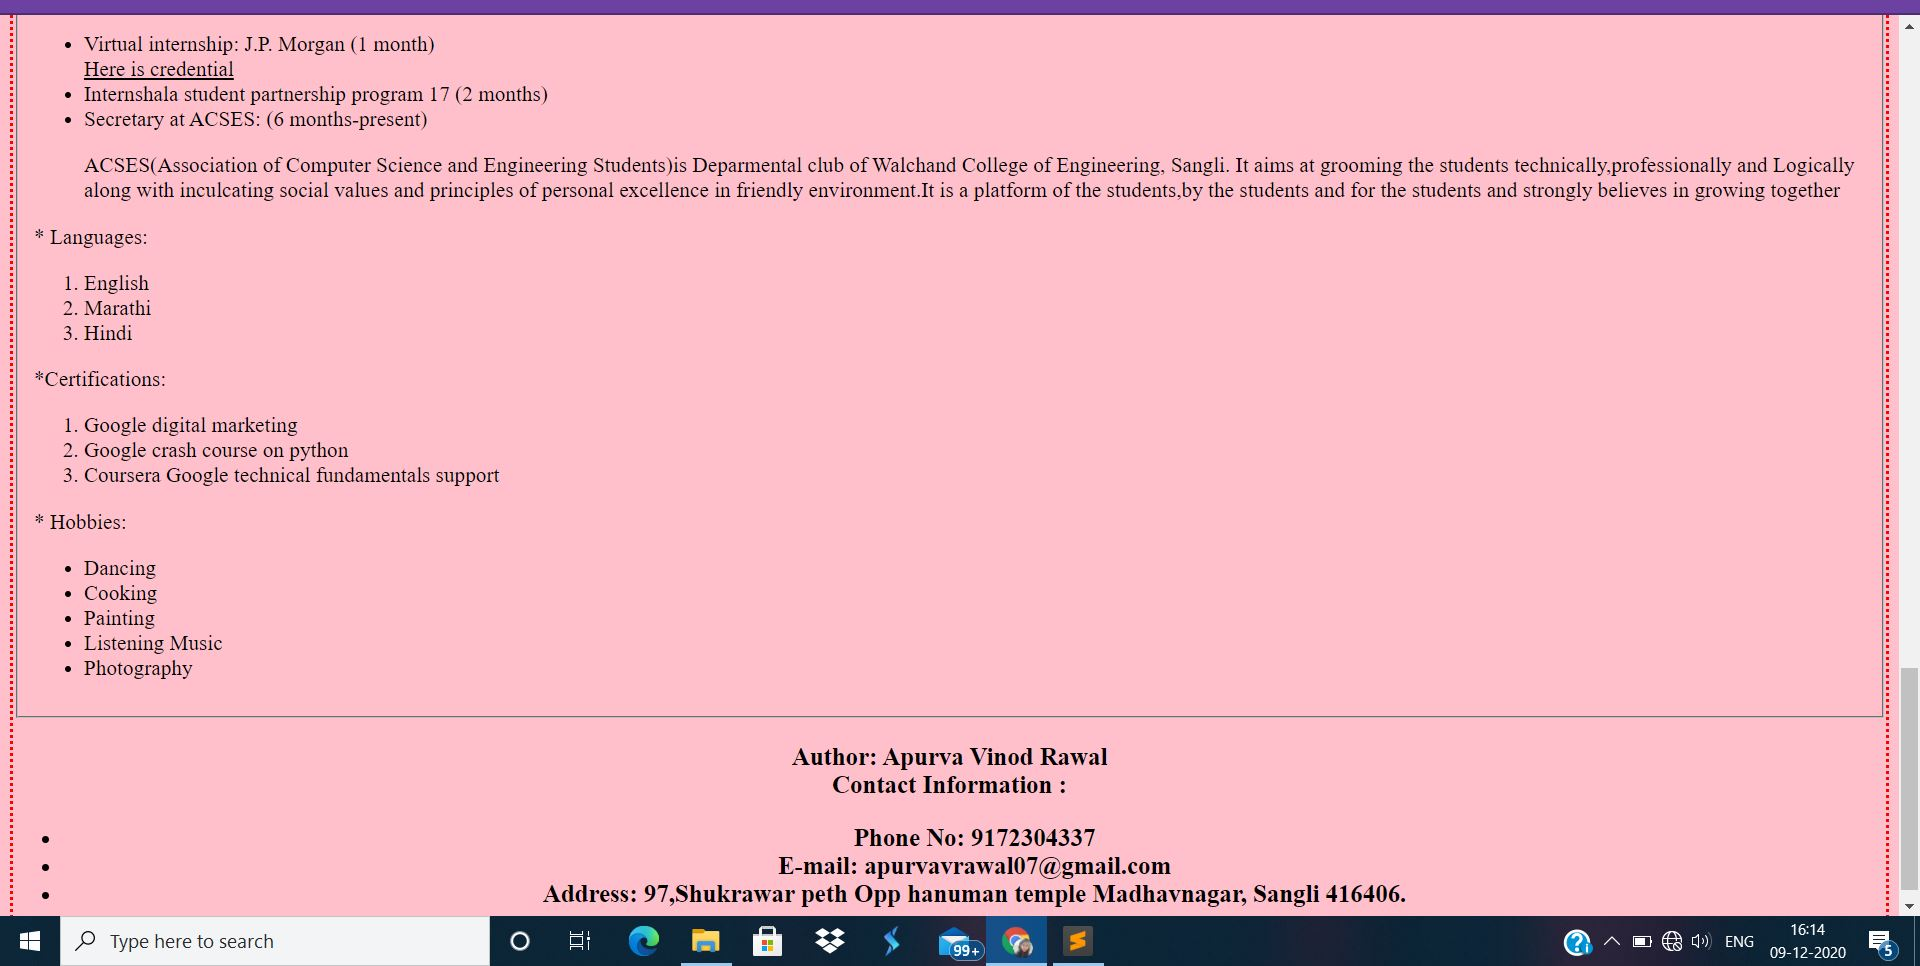 • Virtual internship: J.P. Morgan (1 month)
Here is credential
• Internshala student partnership program 17 (2 months)
• Secretary at ACSES: (6 months-present)
ACSES(Association of Computer Science and Engineering Students)is Deparmental club of Walchand College of Engineering, Sangli. It aims at grooming the students technically,professionally and Logically
along with inculcating social values and principles of personal excellence in friendly environment.It is a platform of the students,by the students and for the students and strongly believes in growing together
* Languages:
1. English
2. Marathi
3. Hindi
*Certifications:
1. Google digital marketing
2. Google crash course on python
3. Coursera Google technical fundamentals support
* Hobbies:
• Dancing
• Cooking
• Painting
• Listening Music
• Photography
Author: Apurva Vinod Rawal
Contact Information :
• Phone No: 9172304337
• E-mail: apurvavrawal07@gmail.com
• Address: 97,Shukrawar peth Opp hanuman temple Madhavnagar, Sangli 416406.
Type here to search
99+
ENG
16:14
09-12-2020
5